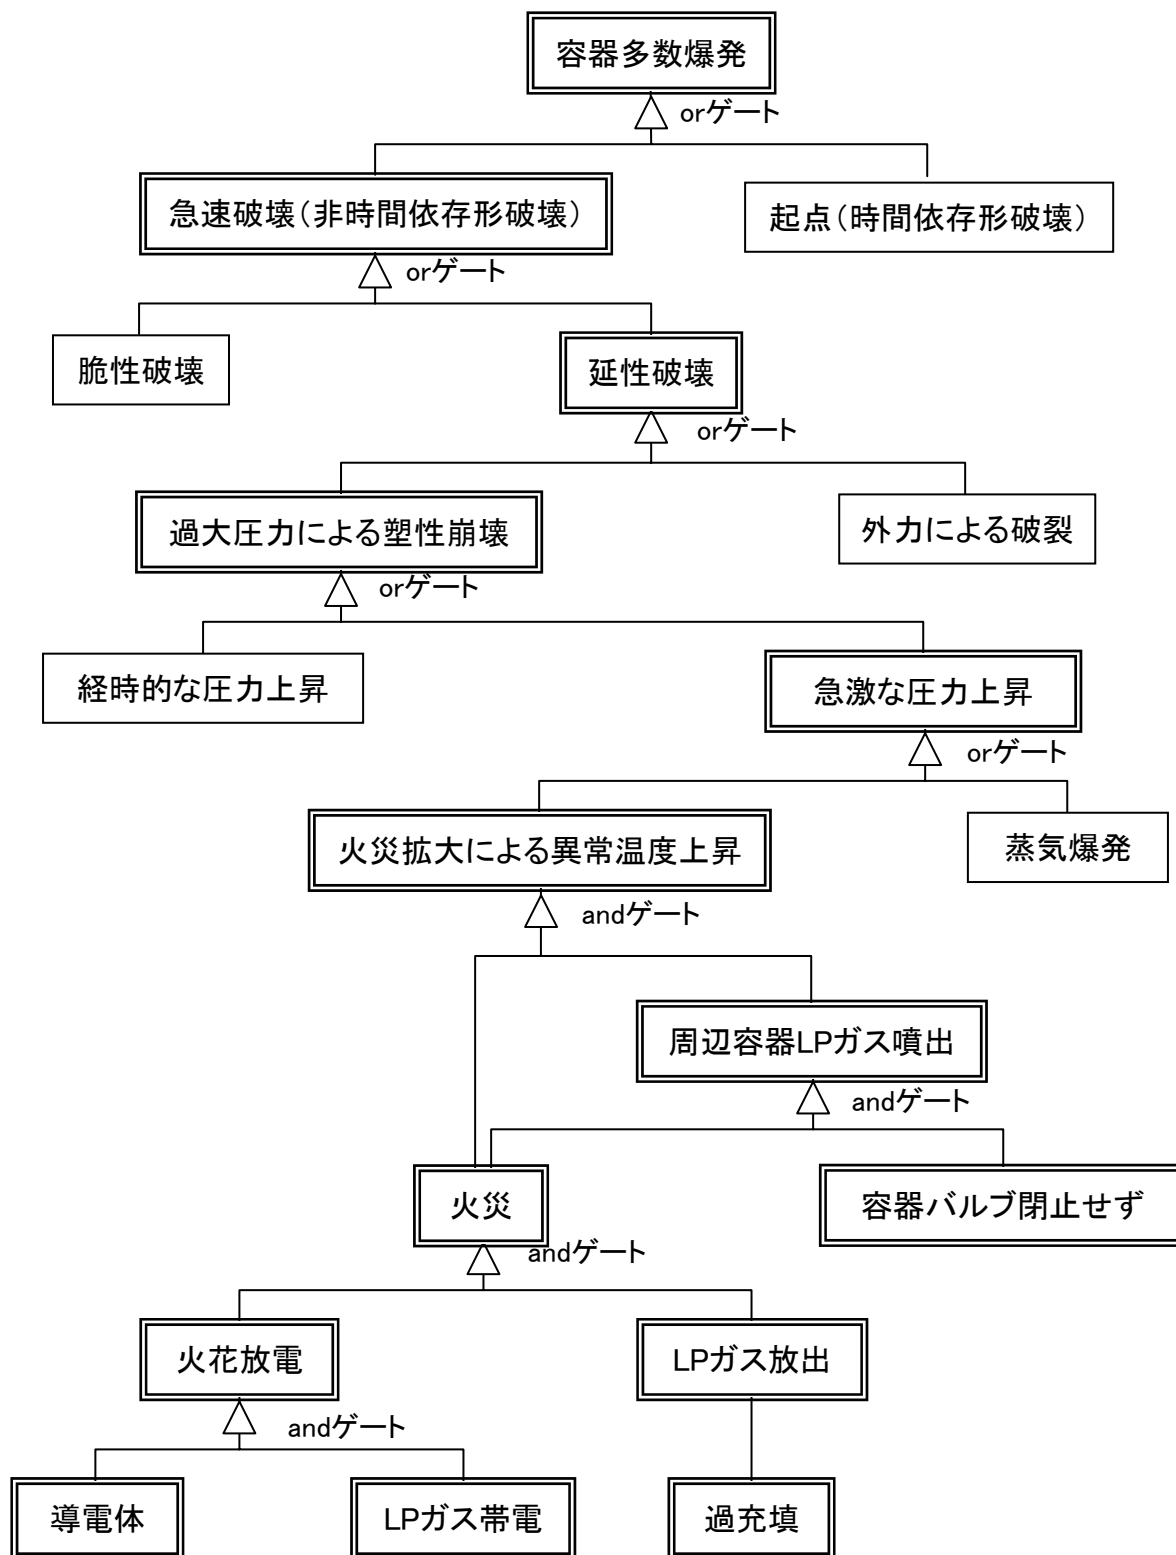 容器多数爆発
orゲート
急速破壊（非時間依存形破壊）
起点（時間依存形破壊）
orゲート
脆性破壊
延性破壊
orゲート
過大圧力による塑性崩壊
外力による破裂
orゲート
経時的な圧力上昇
急激な圧力上昇
orゲート
火災拡大による異常温度上昇
蒸気爆発
andゲート
周辺容器LPガス噴出
andゲート
火災
容器バルブ閉止せず
andゲート
火花放電
LPガス放出
andゲート
導電体
LPガス帯電
過充填